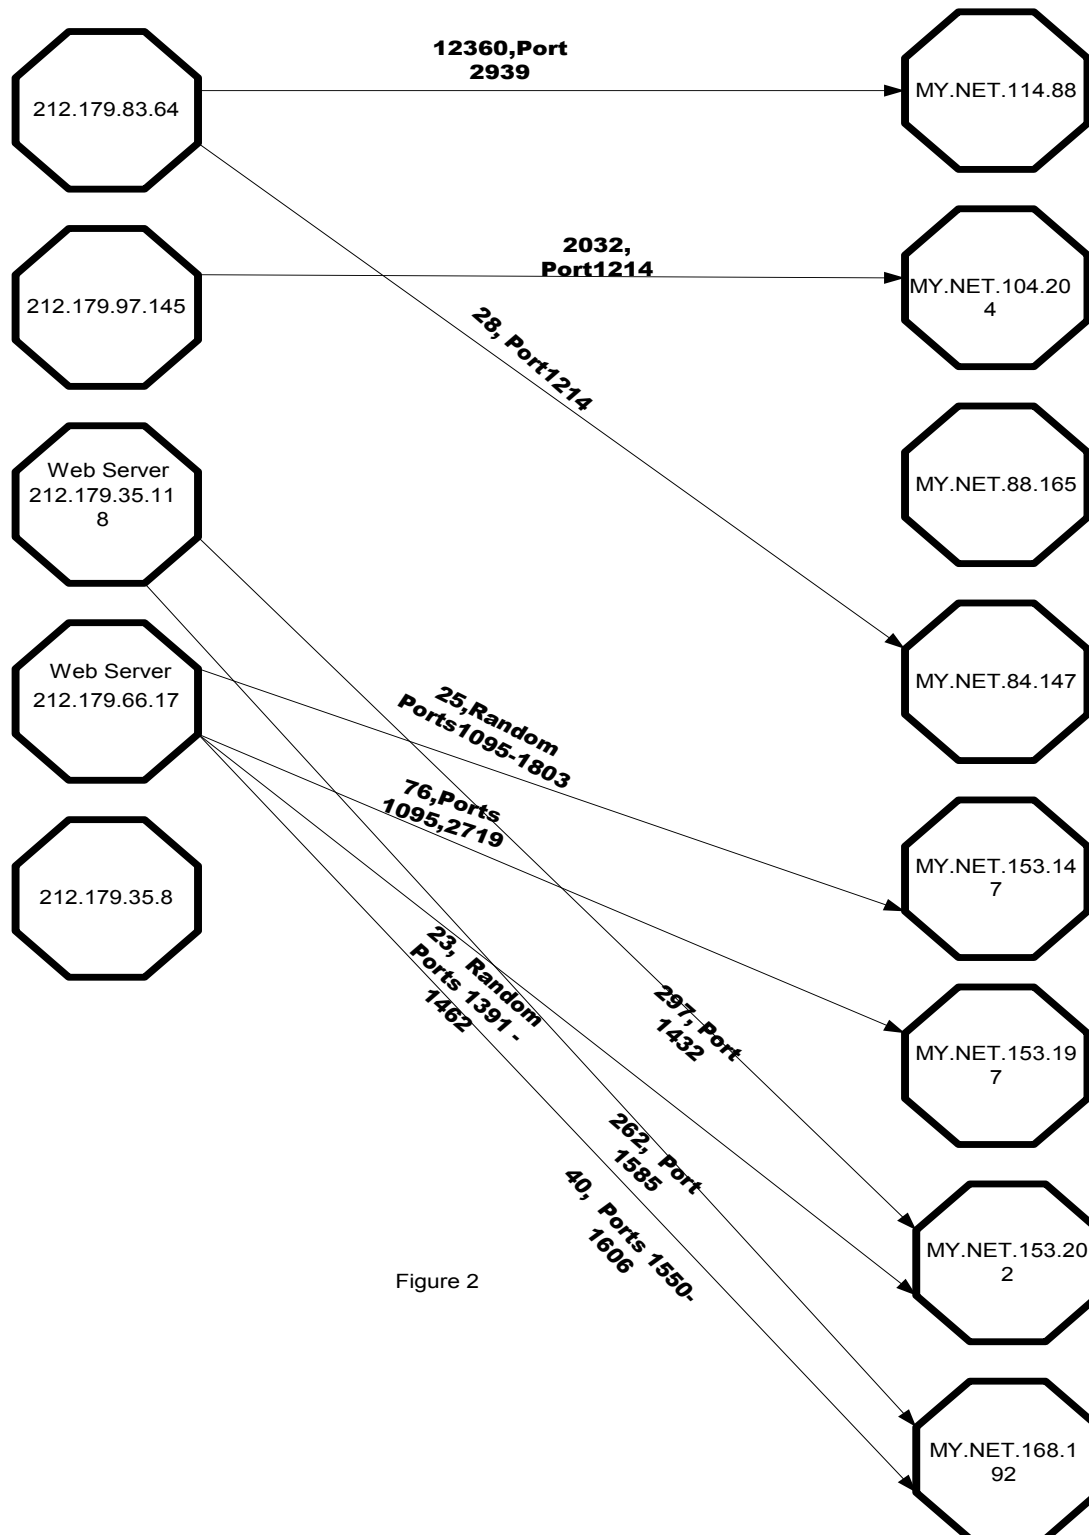 12360,Port
2939
212.179.83.64
MY.NET.114.88
2032,
Port1214
212.179.97.145
MY.NET.104.20
4
28, Port1214
Web Server
212.179.35.11
8
MY.NET.88.165
Web Server
212.179.66.17
MY.NET.84.147
25,Random
Ports1095-1803
76,Ports
1095,2719
212.179.35.8
MY.NET.153.14
7
23, Random
Ports 1391 -
1462
297, Port
1432
MY.NET.153.19
7
262, Port
1585
40, Ports 1550-
1606
MY.NET.153.20
2
Figure 2
MY.NET.168.1
92